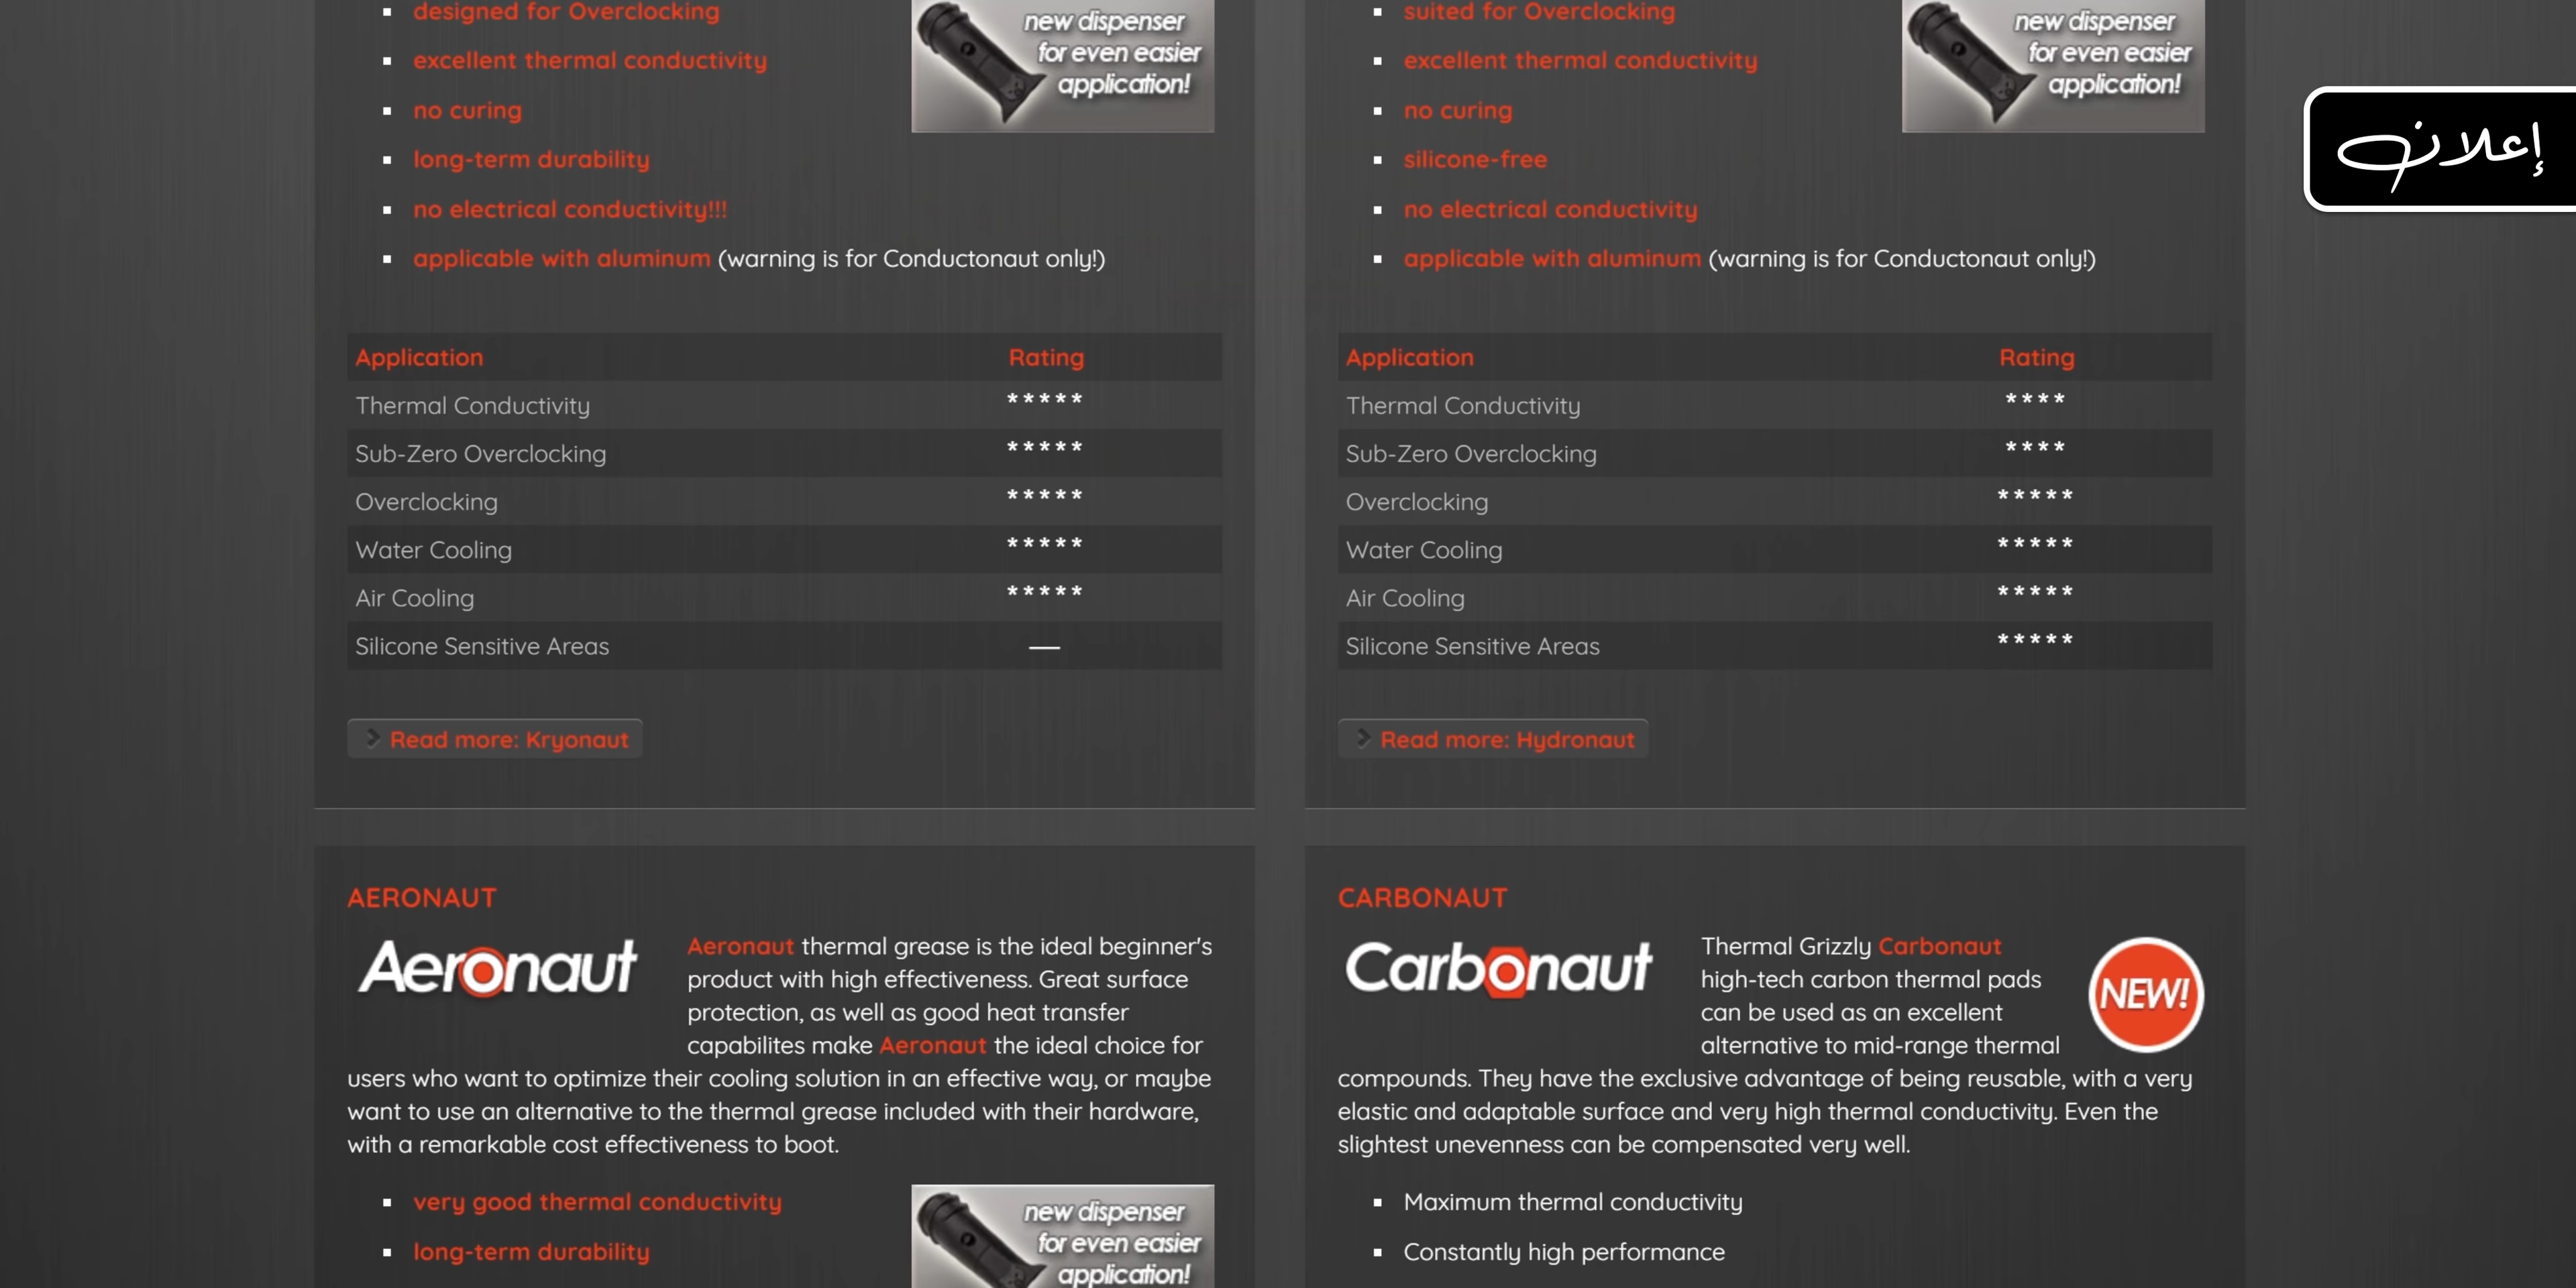 designed for Overclocking
excellent thermal conductivity
no curing
long-term durability
no electrical conductivity!!!
applicable with aluminum (warning is for Conductonaut only!)
new dispenser
for even easier
application!
Application Rating
Thermal Conductivity *****
Sub-Zero Overclocking *****
Overclocking *****
Water Cooling *****
Air Cooling *****
Silicone Sensitive Areas —
Read more: Kryonaut
suited for Overclocking
excellent thermal conductivity
no curing
silicone-free
no electrical conductivity
applicable with aluminum (warning is for Conductonaut only!)
new dispenser
for even easier
application!
Application Rating
Thermal Conductivity ****
Sub-Zero Overclocking ****
Overclocking *****
Water Cooling *****
Air Cooling *****
Silicone Sensitive Areas *****
Read more: Hydronaut
إعلان
AERONAUT
Aeronaut
Aeronaut thermal grease is the ideal beginner's
product with high effectiveness. Great surface
protection, as well as good heat transfer
capabilites make Aeronaut the ideal choice for
users who want to optimize their cooling solution in an effective way, or maybe
want to use an alternative to the thermal grease included with their hardware,
with a remarkable cost effectiveness to boot.
very good thermal conductivity
long-term durability
new dispenser
for even easier
application!
CARBONAUT
Carbonaut
Thermal Grizzly Carbonaut
high-tech carbon thermal pads
can be used as an excellent
alternative to mid-range thermal
NEW!
compounds. They have the exclusive advantage of being reusable, with a very
elastic and adaptable surface and very high thermal conductivity. Even the
slightest unevenness can be compensated very well.
Maximum thermal conductivity
Constantly high performance